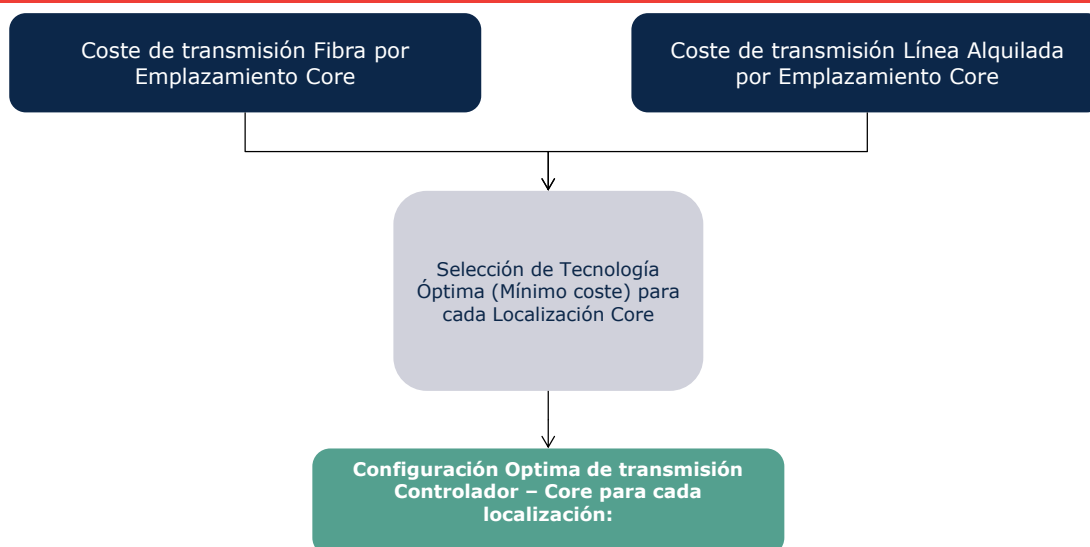 Coste de transmisión Fibra por
Emplazamiento Core
Coste de transmisión Línea Alquilada
por Emplazamiento Core
Selección de Tecnología
Óptima (Mínimo coste) para
cada Localización Core
Configuración Optima de transmisión
Controlador – Core para cada
localización: